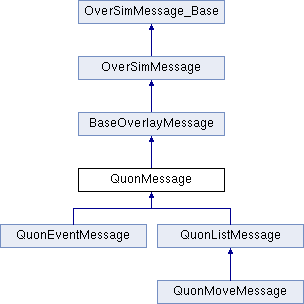 OverSimMessage_Base
OverSimMessage
BaseOverlayMessage
QuonMessage
QuonEventMessage
QuonListMessage
QuonMoveMessage